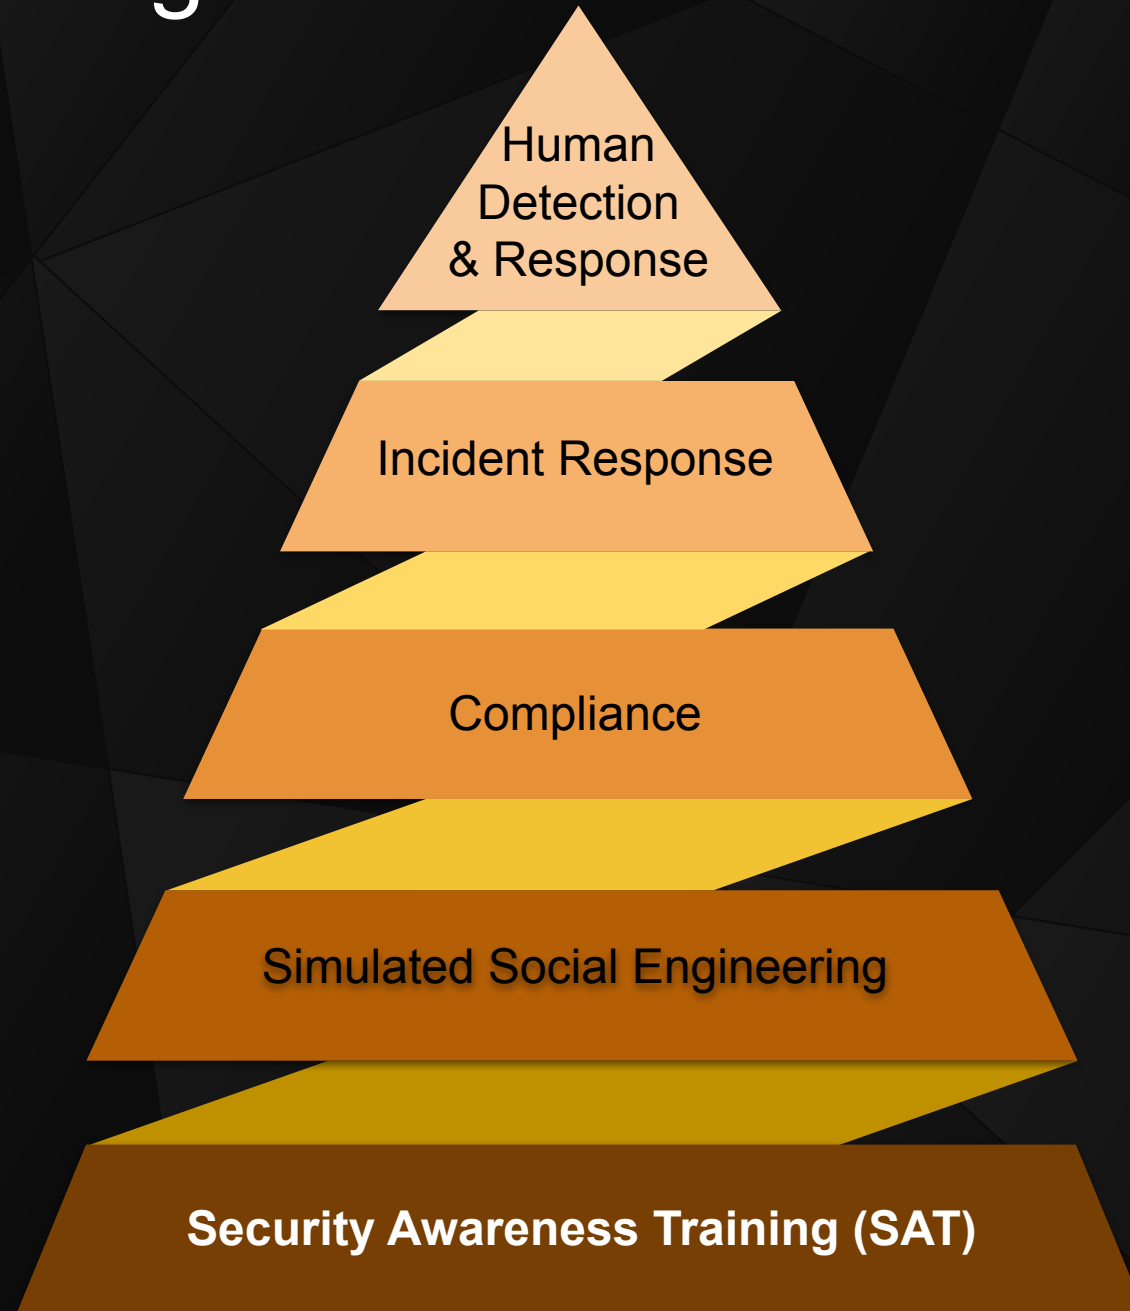 Human
Detection
& Response
Incident Response
Compliance
Simulated Social Engineering
Security Awareness Training (SAT)